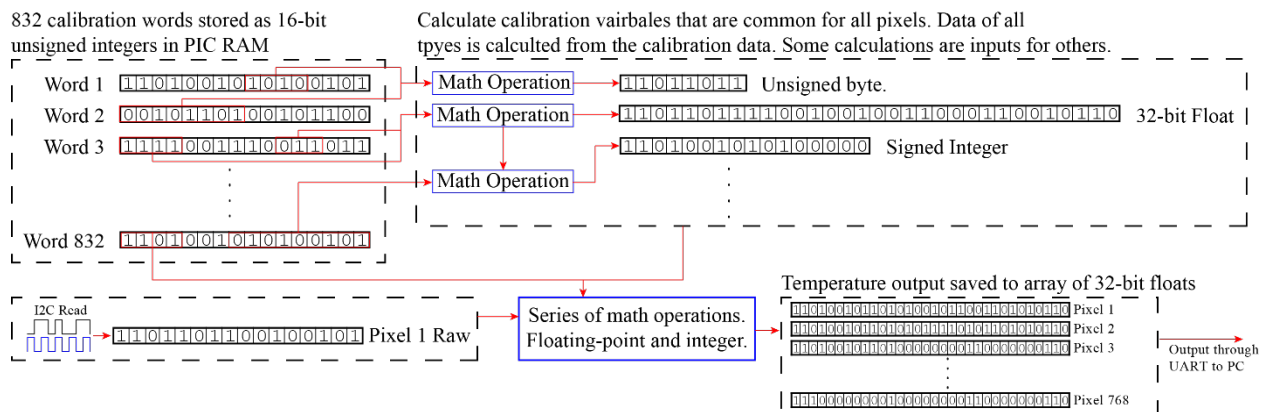 832 calibration words stored as 16-bit
unsigned integers in PIC RAM
Word 1 1101001010100101
Word 2 0010110100101100
Word 3 1111001110011011
Word 832 1101001010100101
Calculate calibration vairbales that are common for all pixels. Data of all
tpyes is calculted from the calibration data. Some calculations are inputs for others.
Math Operation 11011011 Unsigned byte.
Math Operation 32-bit Float
Signed Integer
1101001010100000
Math Operation
I2C Read
1101101100100101 Pixel 1 Raw
Series of math operations.
Floating-point and integer.
Temperature output saved to array of 32-bit floats
Pixel 1
Pixel 2
Pixel 3
Pixel 768
Output through
UART to PC